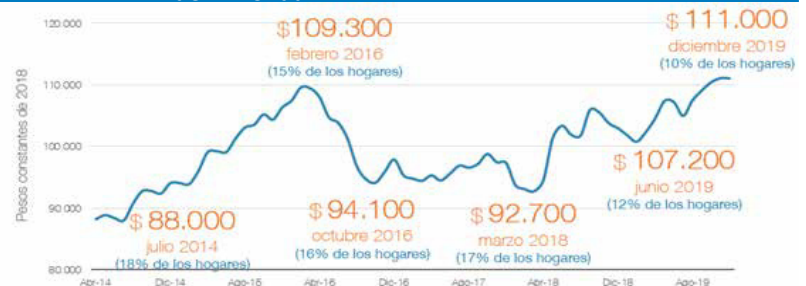 120.000
110.000
100.000
90.000
80.000
Pesos constantes de 2018
$109.300
febrero 2016
(15% de los hogares)
$ 111.000
diciembre 2019
(10% de los hogares)
$ 88.000
julio 2014
(18% de los hogares)
$ 94.100
octubre 2016
(16% de los hogares)
$ 92.700
marzo 2018
(17% de los hogares)
$ 107.200
junio 2019
(12% de los hogares)
Abr-14
Dic-14
Ago-15
Abr-16
Dic-16
Ago-17
Abr-18
Dic-18
Ago-19